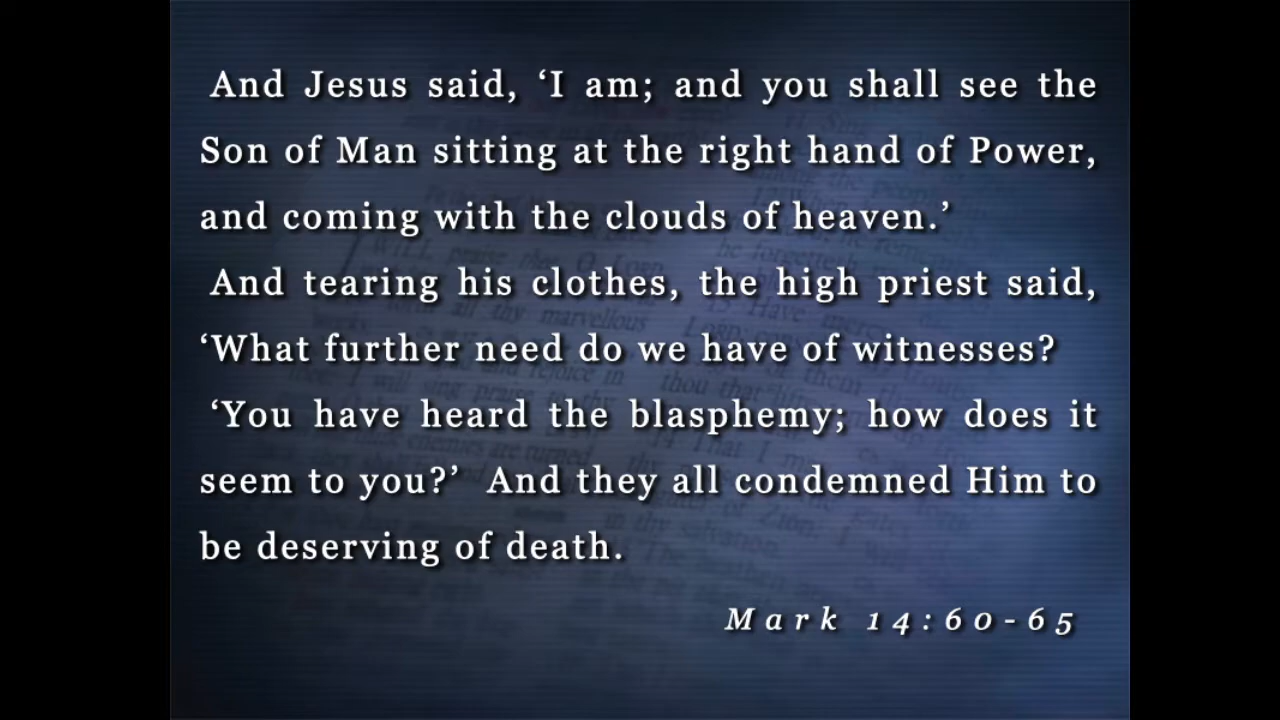 And Jesus said, ‘I am; and you shall see the
Son of Man sitting at the right hand of Power,
and coming with the clouds of heaven.’
And tearing his clothes, the high priest said,
‘What further need do we have of witnesses?
‘You have heard the blasphemy; how does it
seem to you?’ And they all condemned Him to
be deserving of death.
Mark 14:60-65